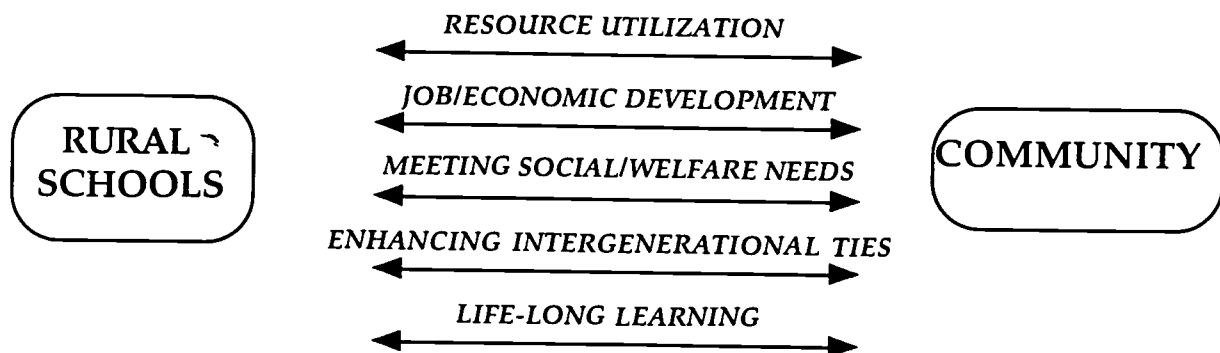 RESOURCE UTILIZATION
JOB/ECONOMIC DEVELOPMENT
RURAL
SCHOOLS
MEETING SOCIAL/WELFARE NEEDS
COMMUNITY
ENHANCING INTERGENERATIONAL TIES
LIFE-LONG LEARNING